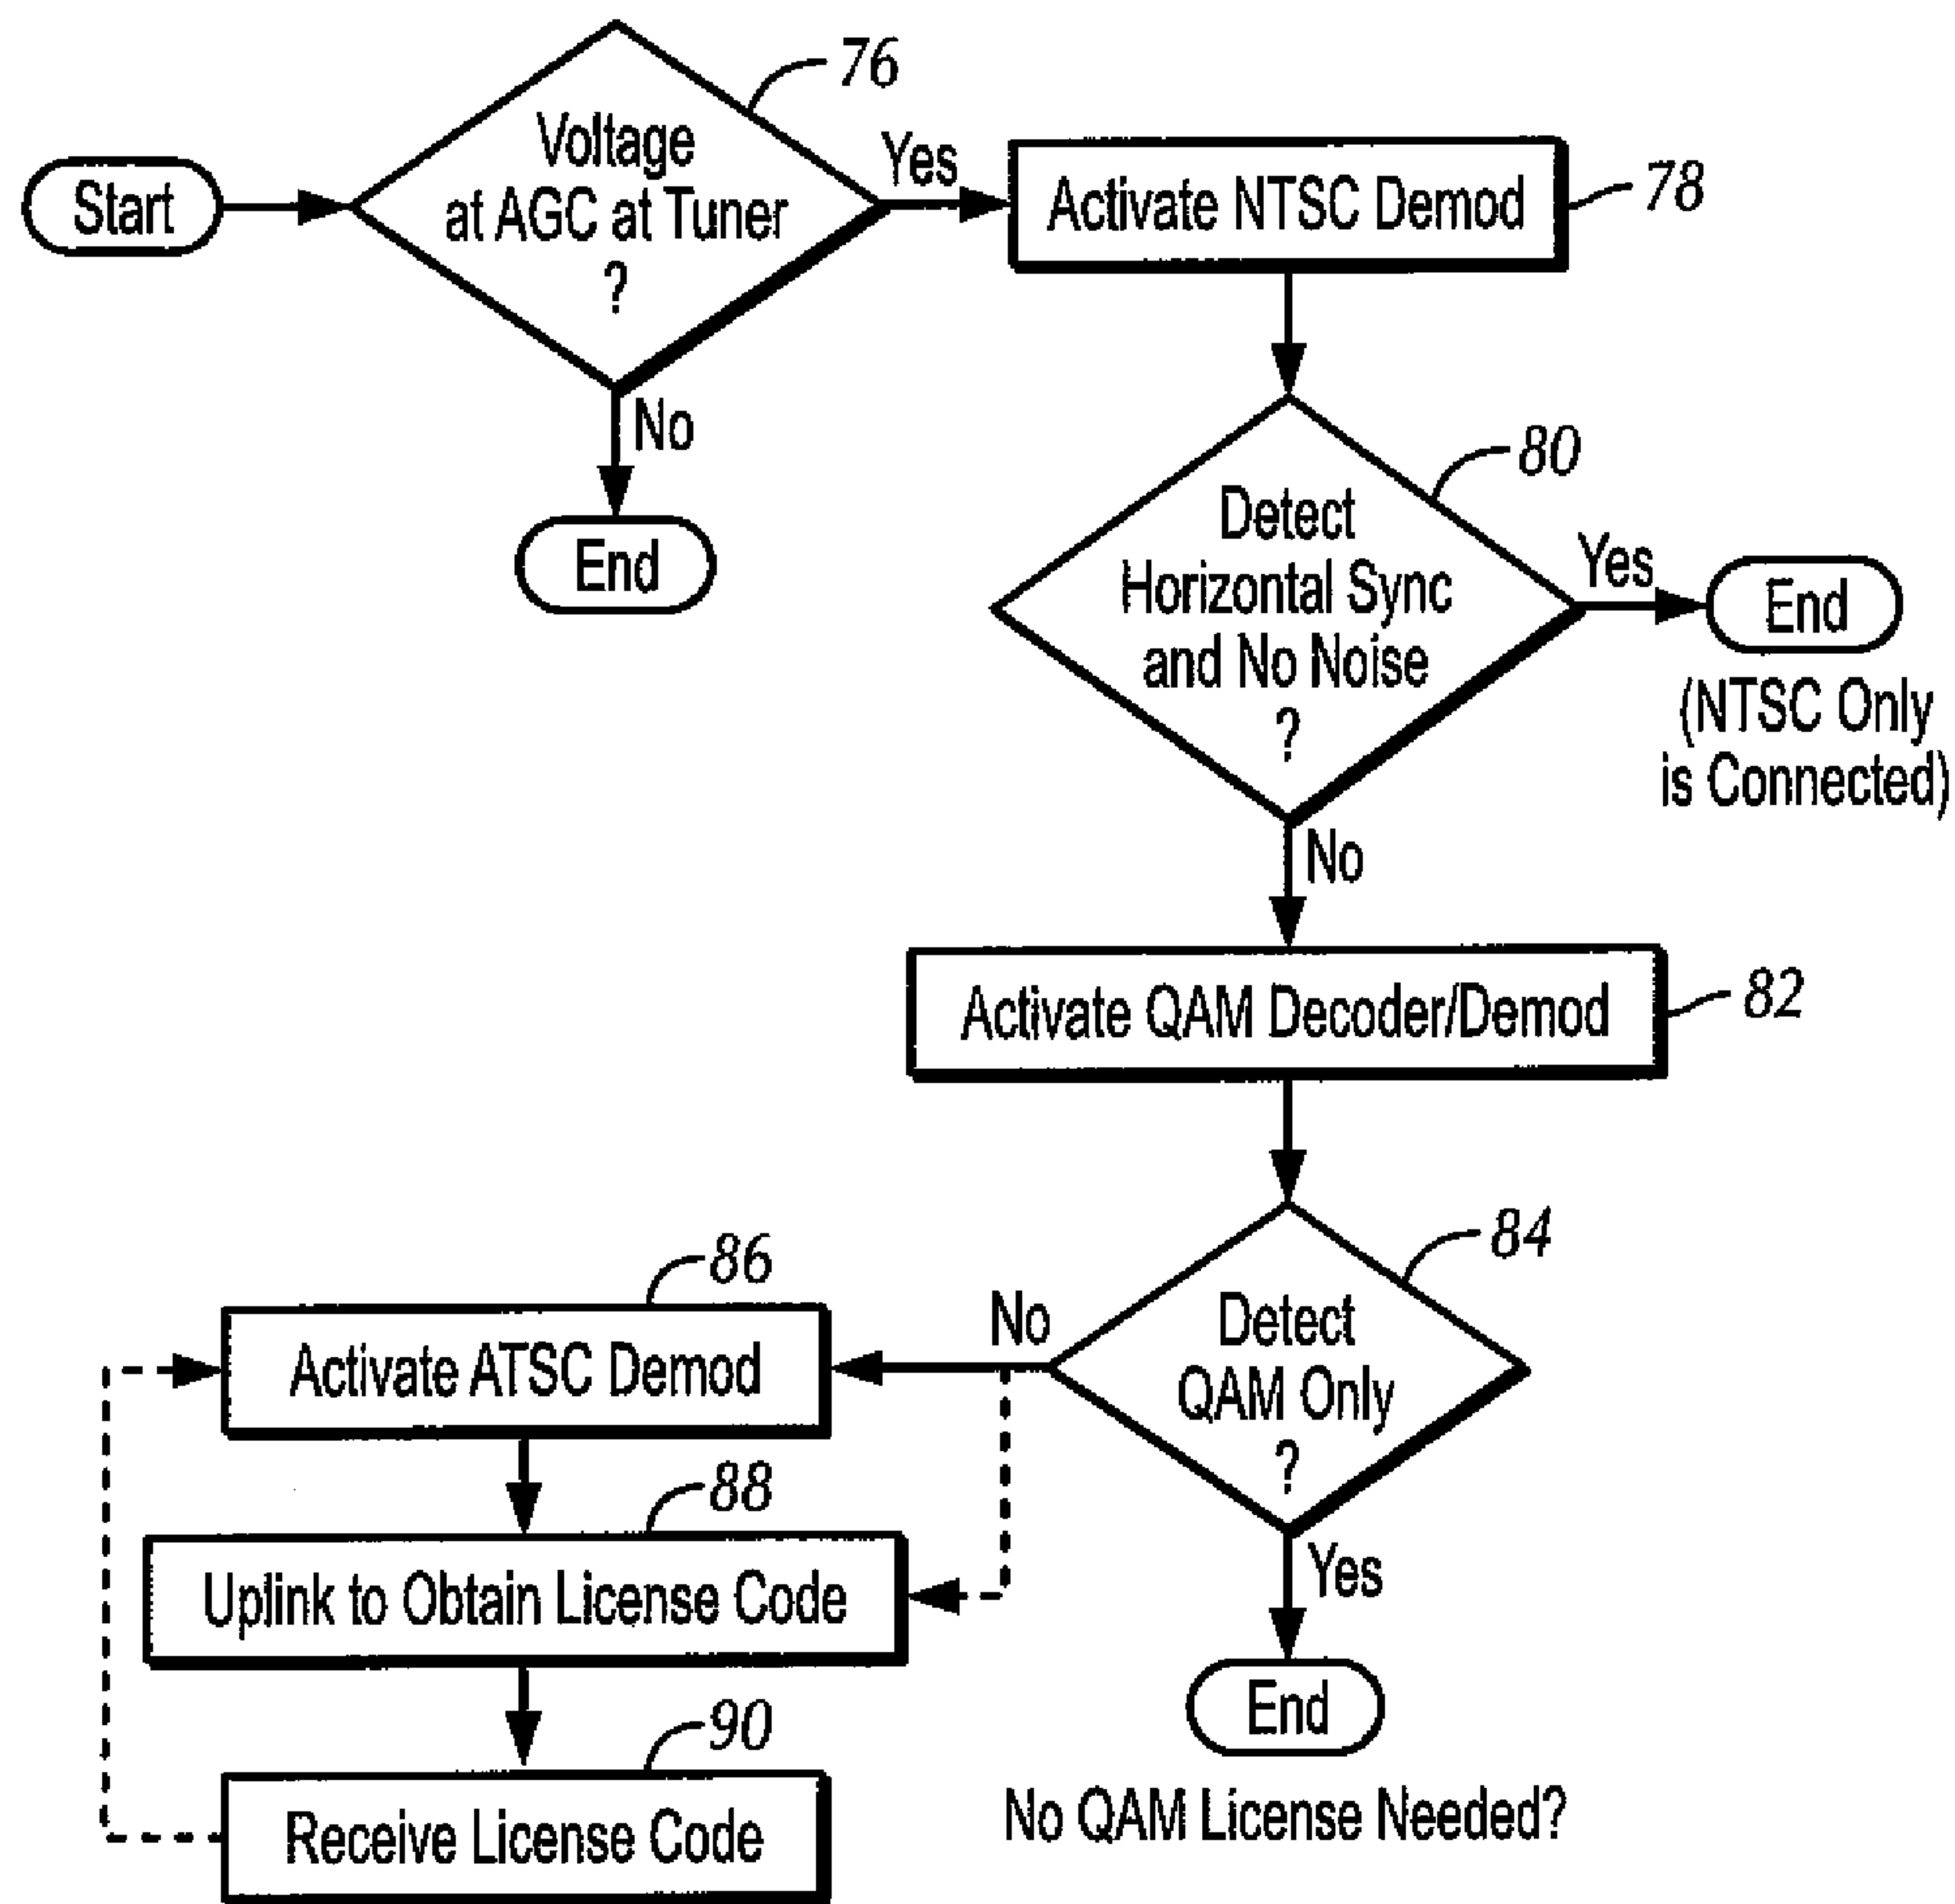 Start
Voltage
at AGC at Tuner
?
76
Yes
Activate NTSC Demod
78
No
End
Detect
Horizontal Sync
and No Noise
?
80
Yes
End
(NTSC Only
is Connected)
No
Activate QAM Decoder/Demod
82
Detect
QAM Only
?
84
No
Activate ATSC Demod
86
Uplink to Obtain License Code
88
Receive License Code
90
Yes
End
No QAM License Needed?